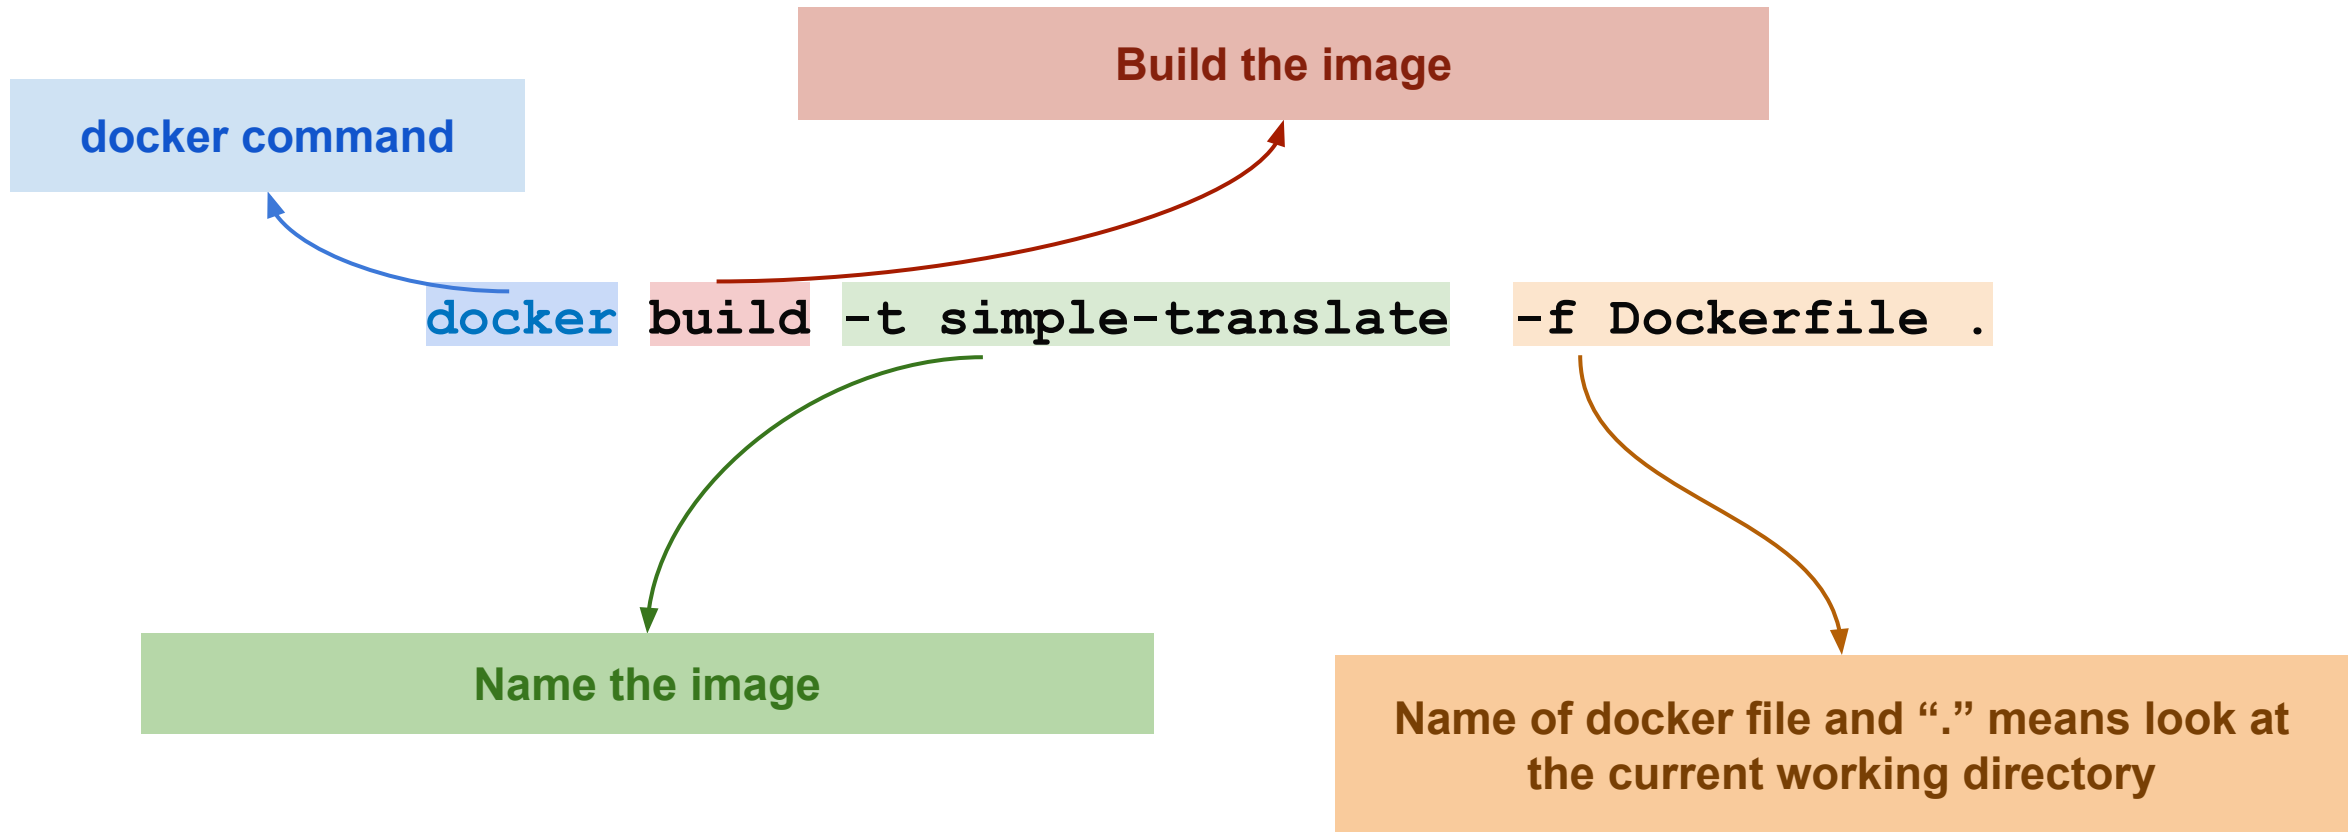 Build the image
docker command
docker build -t simple-translate -f Dockerfile .
Name the image
Name of docker file and “.” means look at
the current working directory